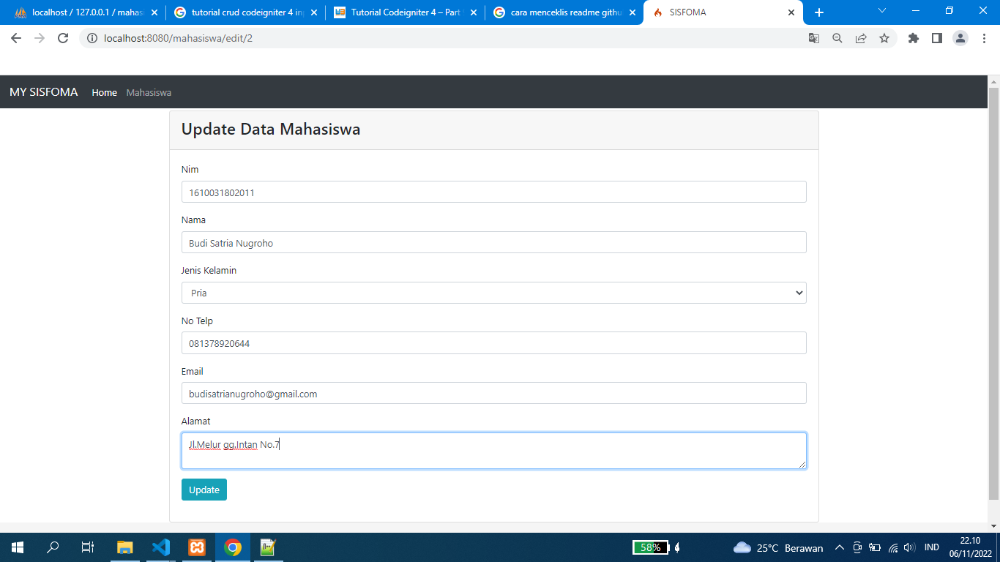 localhost / 127.0.0.1 / mahas
tutorial crud codeigniter 4 in
Tutorial Codeigniter 4 – Part
cara menceklis readme githu
SISFOMA
localhost:8080/mahasiswa/edit/2
MY SISFOMA Home Mahasiswa
Update Data Mahasiswa
Nim
1610031802011
Nama
Budi Satria Nugroho
Jenis Kelamin
Pria
No Telp
081378920644
Email
budisatrianugroho@gmail.com
Alamat
Jl.Melur gg.Intan No.7
Update
58%
25°C Berawan
IND
22.10
06/11/2022